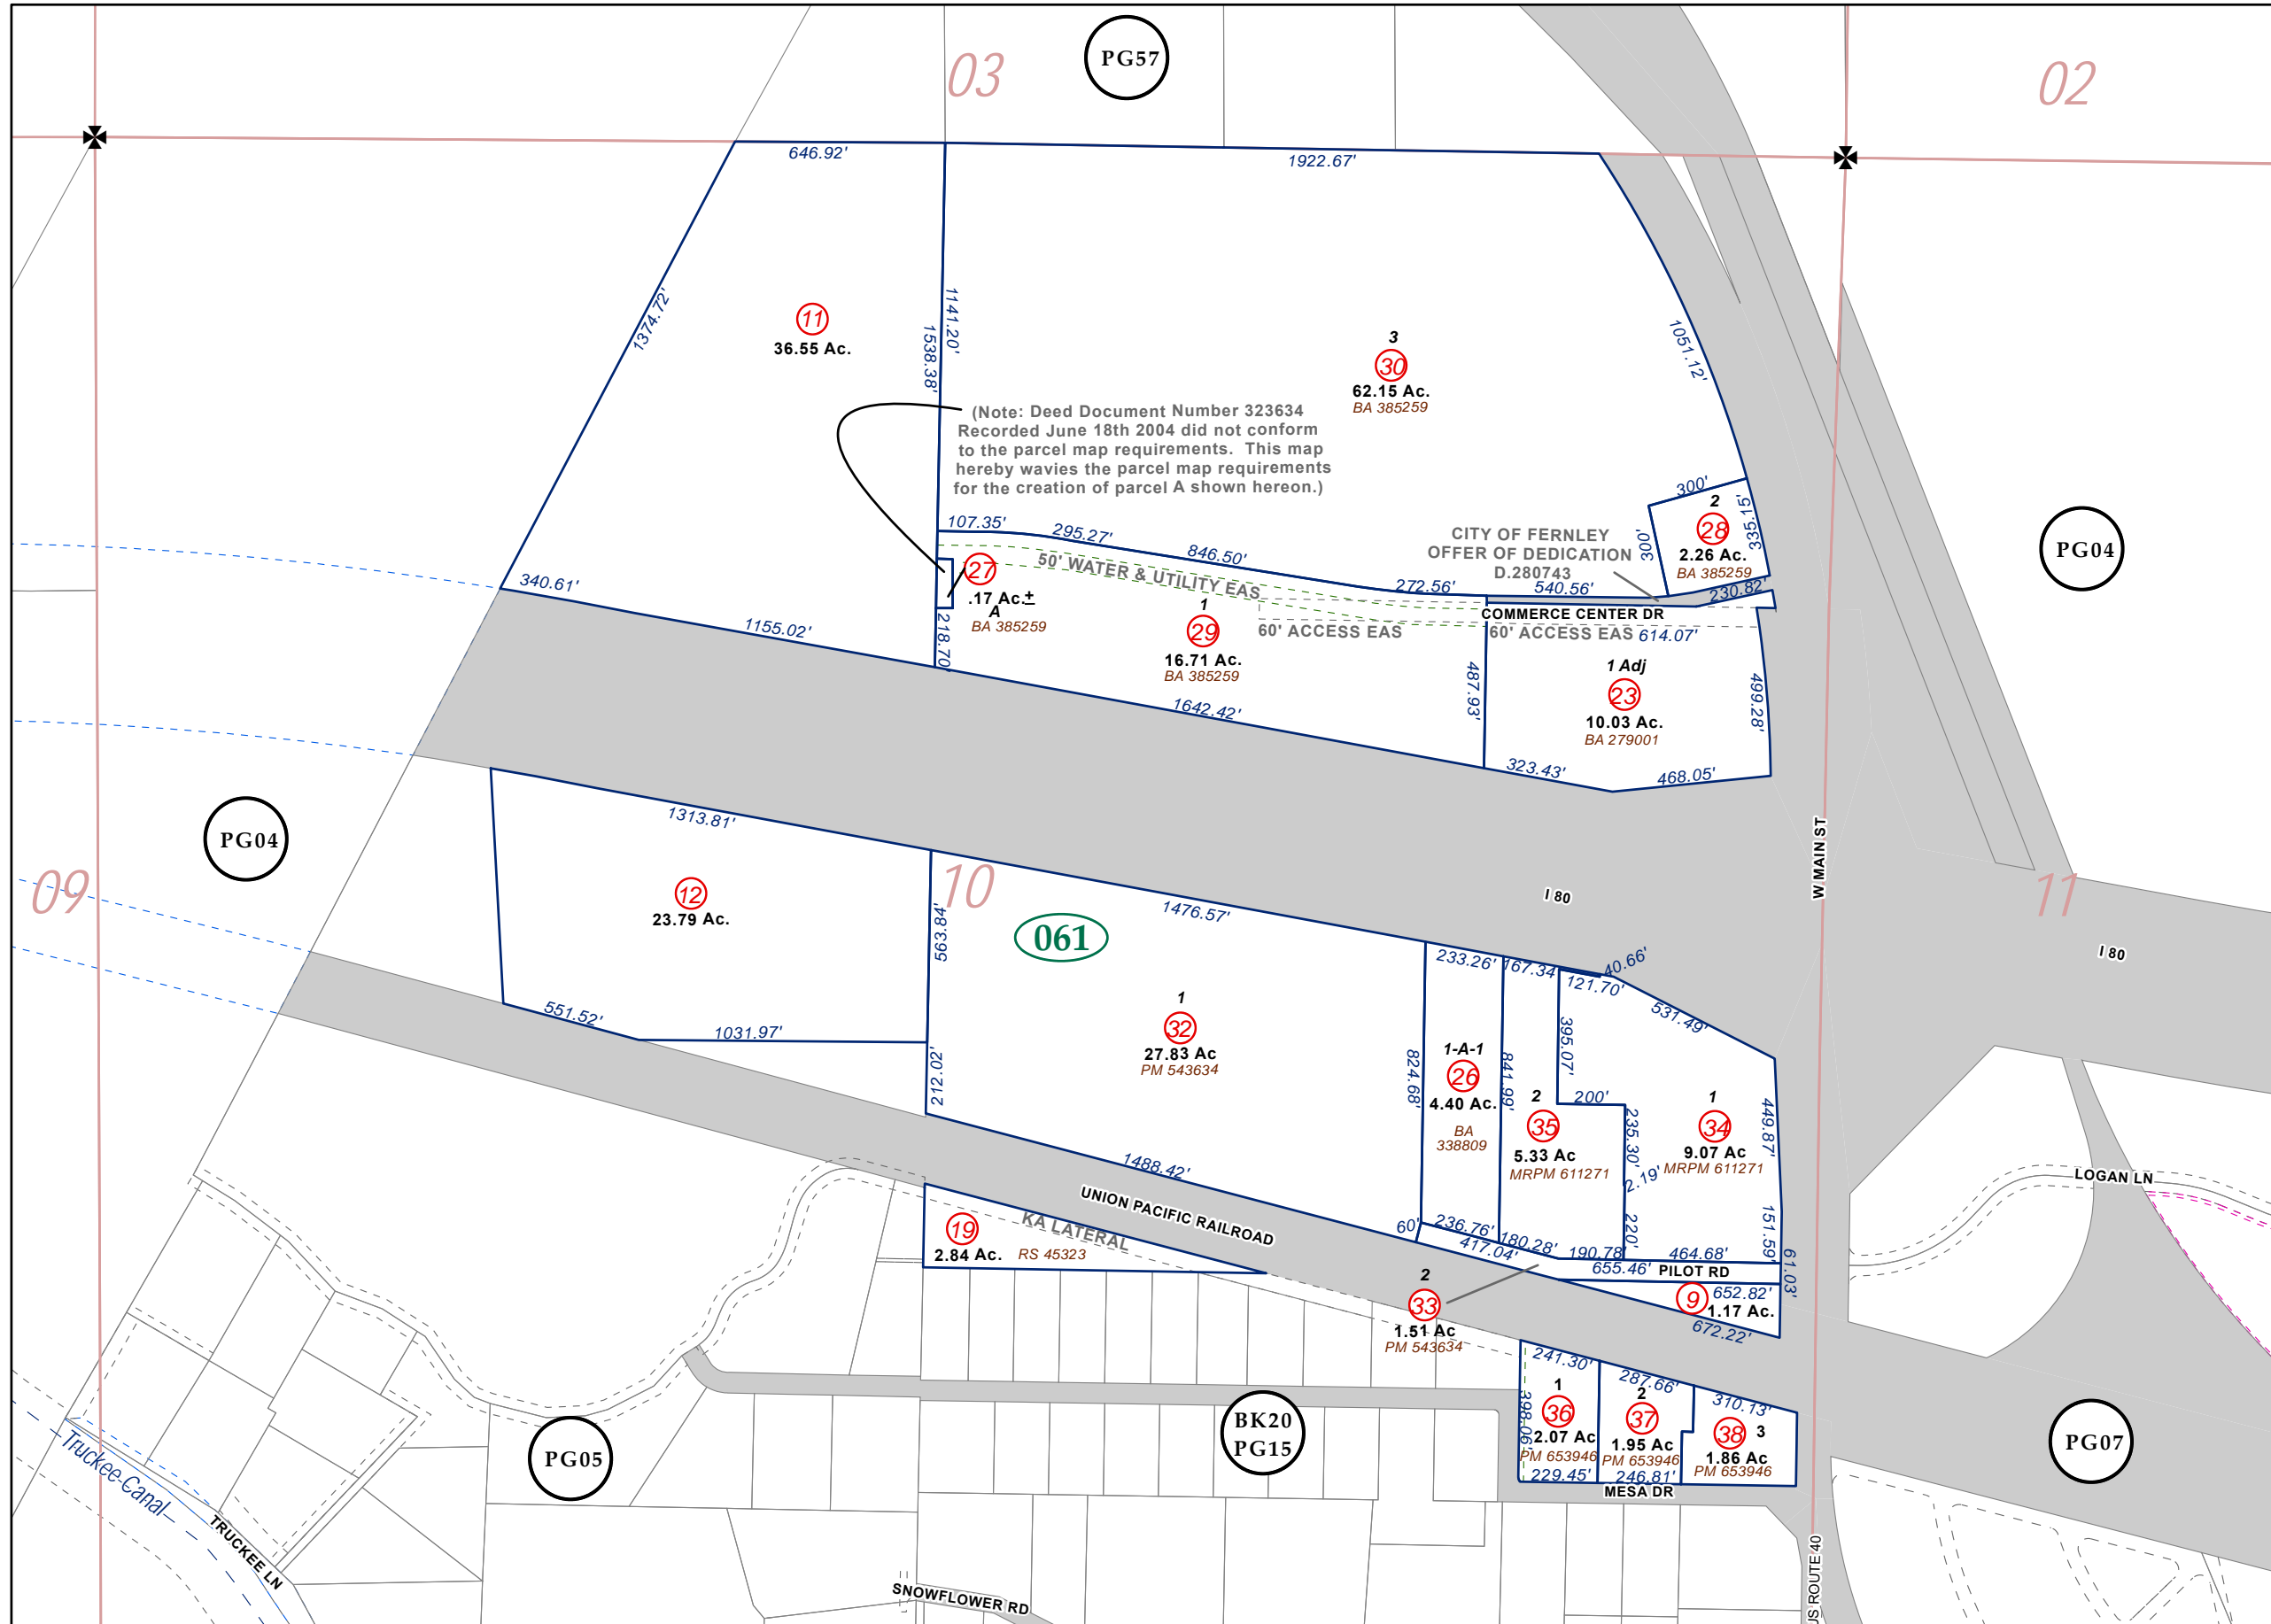 03
PG57
02
646.92'
1922.67'
1374.72'
11
36.55 Ac.
1141.20'
1538.38'
3
30
62.15 Ac.
BA 385259
1051.12'
(Note: Deed Document Number 323634
Recorded June 18th 2004 did not conform
to the parcel map requirements. This map
hereby wavies the parcel map requirements
for the creation of parcel A shown hereon.)
300'
2
28
2.26 Ac.
BA 385259
335.15'
300'
230.82'
CITY OF FERNLEY
OFFER OF DEDICATION
D.280743
PG04
107.35'
295.27'
846.50'
272.56'
540.56'
50' WATER & UTILITY EAS
COMMERCE CENTER DR
60' ACCESS EAS
60' ACCESS EAS
614.07'
27
.17 Ac.±
A
BA 385259
218.70'
1
29
16.71 Ac.
BA 385259
1642.42'
487.93'
1 Adj
23
10.03 Ac.
BA 279001
499.28'
323.43'
468.05'
340.61'
1155.02'
PG04
09
1313.81'
12
23.79 Ac.
551.52'
1031.97'
10
061
563.84'
212.02'
1476.57'
1
32
27.83 Ac
PM 543634
1488.42'
I 80
W MAIN ST
11
I 80
233.26'
167.34'
40.66'
121.70'
531.49'
824.68'
1-A-1
26
4.40 Ac.
BA
338809
841.99'
395.07'
200'
2
35
5.33 Ac
MRPM 611271
235.30'
2.19'
220'
1
34
9.07 Ac
MRPM 611271
449.87'
151.59'
61.03'
LOGAN LN
60'
236.76'
180.28'
417.04'
190.78'
464.68'
655.46'
PILOT RD
9
652.82'
1.17 Ac.
672.22'
UNION PACIFIC RAILROAD
KA LATERAL
19
2.84 Ac.
RS 45323
2
33
1.51 Ac
PM 543634
241.30'
287.66'
310.13'
398.06'
1
36
2.07 Ac
PM 653946
229.45'
2
37
1.95 Ac
PM 653946
246.81'
38
3
1.86 Ac
PM 653946
MESA DR
BK20
PG15
PG05
PG07
Truckee-Canal
TRUCKEE LN
SNOWFLOWER RD
US ROUTE 40